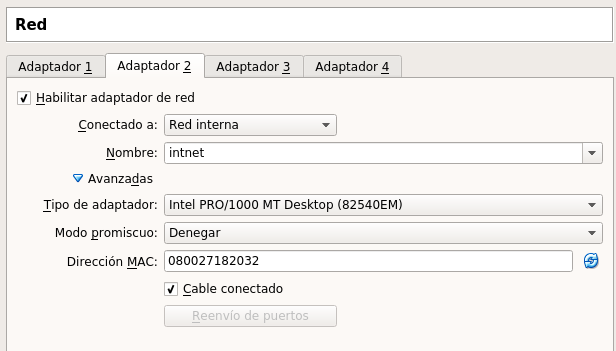 Red
Adaptador 1 Adaptador 2 Adaptador 3 Adaptador 4
Habilitar adaptador de red
Conectado a: Red interna
Nombre: intnet
Avanzadas
Tipo de adaptador: Intel PRO/1000 MT Desktop (82540EM)
Modo promiscuo: Denegar
Dirección MAC: 080027182032
Cable conectado
Reenvío de puertos